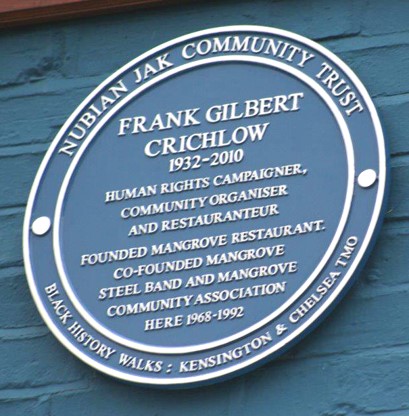 NUBIAN JAK COMMUNITY TRUST
FRANK GILBERT
CRICHLOW
1932-2010
HUMAN RIGHTS CAMPAIGNER,
COMMUNITY ORGANISER
AND RESTAURANTEUR
FOUNDED MANGROVE RESTAURANT.
CO-FOUNDED MANGROVE
STEEL BAND AND MANGROVE
COMMUNITY ASSOCIATION
HERE 1968-1992
BLACK HISTORY WALKS : KENSINGTON & CHELSEA TMO